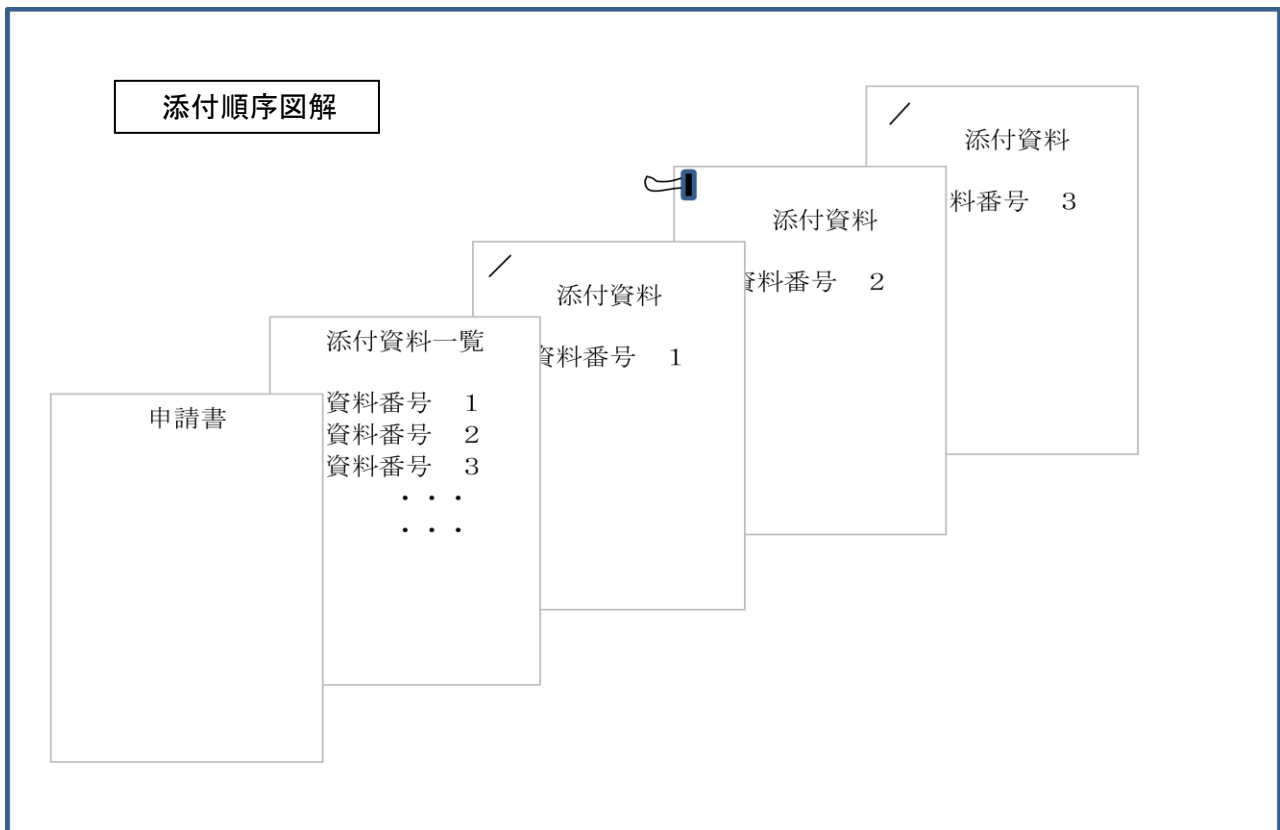 添付順序図解
申請書
添付資料一覧
資料番号　1
資料番号　2
資料番号　3
・・・
・・・
添付資料
資料番号　1
添付資料
資料番号　2
添付資料
料番号　3